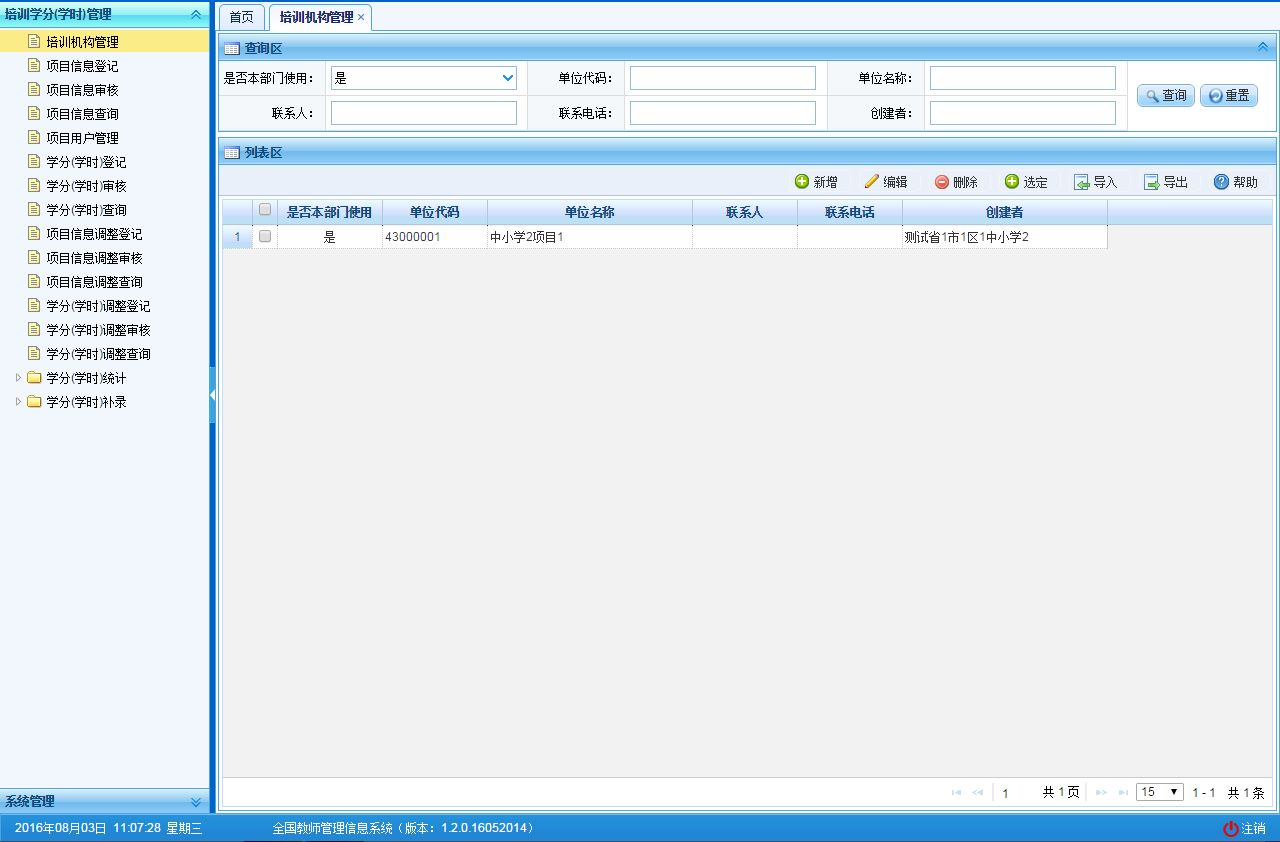 培训学分(学时)管理
培训机构管理
项目信息登记
项目信息审核
项目信息查询
项目用户管理
学分(学时)登记
学分(学时)审核
学分(学时)查询
项目信息调整登记
项目信息调整审核
项目信息调整查询
学分(学时)调整登记
学分(学时)调整审核
学分(学时)调整查询
学分(学时)统计
学分(学时)补录
系统管理
首页 培训机构管理 ×
查询区
是否本部门使用： 是 单位代码： 单位名称：
联系人： 联系电话： 创建者：
查询 重置
列表区
新增 编辑 删除 选定 导入 导出 帮助
是否本部门使用 单位代码 单位名称 联系人 联系电话 创建者
1 是 43000001 中小学2项目1 测试省1市1区1中小学2
1 共 1 页 15 1 - 1 共 1 条
2016年08月03日 11:07:28 星期三 全国教师管理信息系统（版本：1.2.0.16052014） 注销